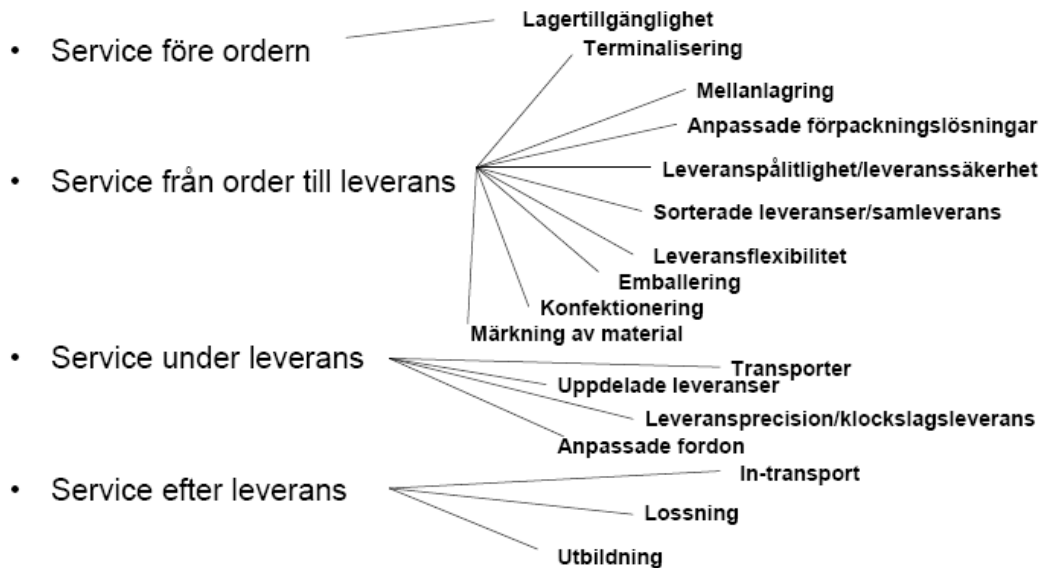 Lagertillgänglighet
• Service före ordern
Terminalisering
Mellanlagring
Anpassade förpackningslösningar
• Service från order till leverans
Leveranspålitlighet/leveranssäkerhet
Sorterade leveranser/samleverans
Leveransflexibilitet
Emballering
Konfektionering
Märkning av material
• Service under leverans
Transporter
Uppdelade leveranser
Leveransprecision/klockslagsleverans
Anpassade fordon
In-transport
• Service efter leverans
Lossning
Utbildning